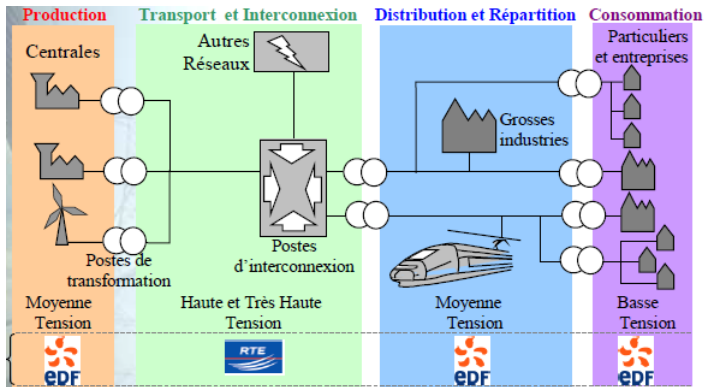 Production
Transport et Interconnexion
Distribution et Répartition
Consommation
Centrales
Autres
Réseaux
Particuliers
et entreprises
Grosses
industries
Postes de
transformation
Postes
d'interconnexion
Moyenne
Tension
Haute et Très Haute
Tension
Moyenne
Tension
Basse
Tension
eDF
RTE
eDF
eDF